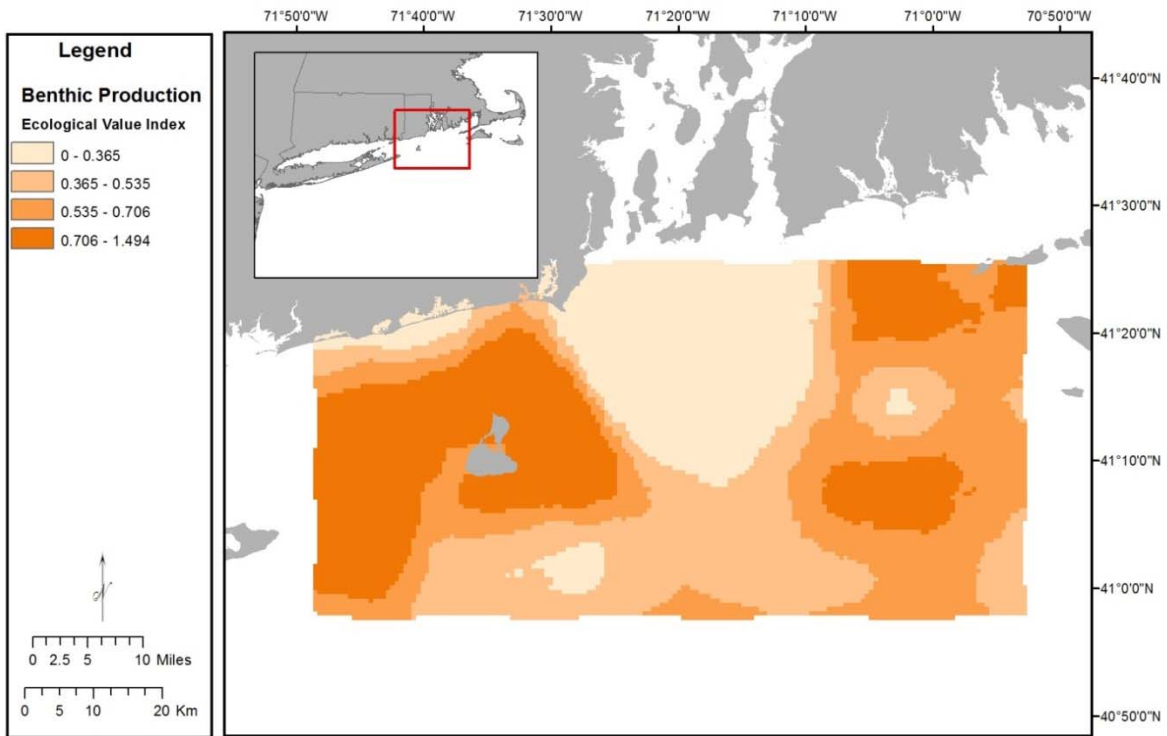 71°50'0"W 71°40'0"W 71°30'0"W 71°20'0"W 71°10'0"W 71°0'0"W 70°50'0"W
Legend
Benthic Production
Ecological Value Index
0 - 0.365
0.365 - 0.535
0.535 - 0.706
0.706 - 1.494
41°40'0"N
41°30'0"N
41°20'0"N
41°10'0"N
41°0'0"N
40°50'0"N
N
0 2.5 5 10 Miles
0 5 10 20 Km